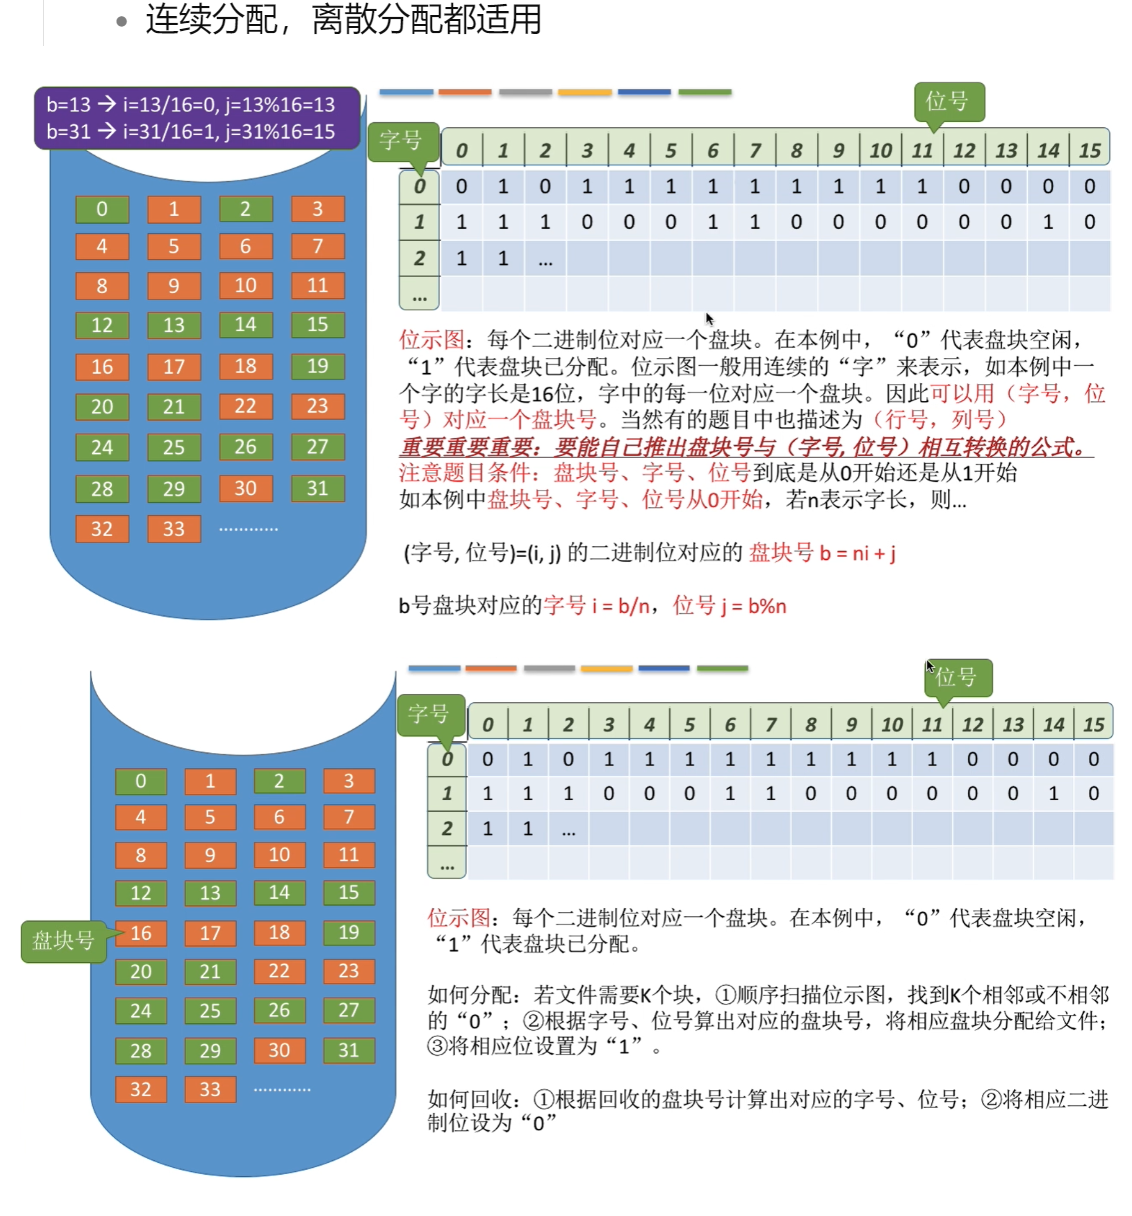 • 连续分配，离散分配都适用
b=13 → i=13/16=0, j=13%16=13
b=31 → i=31/16=1, j=31%16=15
0 1 2 3
4 5 6 7
8 9 10 11
12 13 14 15
16 17 18 19
20 21 22 23
24 25 26 27
28 29 30 31
32 33 …………
位号
字号
0 1 2 3 4 5 6 7 8 9 10 11 12 13 14 15
0 0 1 0 1 1 1 1 1 1 1 1 1 0 0 0 0
1 1 1 1 0 0 0 1 1 0 0 0 0 0 0 1 0
2 1 1 ...
...
位示图：每个二进制位对应一个盘块。在本例中，“0”代表盘块空闲，
“1”代表盘块已分配。位示图一般用连续的“字”来表示，如本例中一
个字的字长是16位，字中的每一位对应一个盘块。因此可以用（字号，位
号）对应一个盘块号。当然有的题目中也描述为（行号，列号）
重要重要重要：要能自己推出盘块号与（字号, 位号）相互转换的公式。
注意题目条件：盘块号、字号、位号到底是从0开始还是从1开始
如本例中盘块号、字号、位号从0开始，若n表示字长，则...
(字号, 位号)=(i, j) 的二进制位对应的 盘块号 b = ni + j
b号盘块对应的字号 i = b/n，位号 j = b%n
盘块号
0 1 2 3
4 5 6 7
8 9 10 11
12 13 14 15
16 17 18 19
20 21 22 23
24 25 26 27
28 29 30 31
32 33 …………
位号
字号
0 1 2 3 4 5 6 7 8 9 10 11 12 13 14 15
0 0 1 0 1 1 1 1 1 1 1 1 1 0 0 0 0
1 1 1 1 0 0 0 1 1 0 0 0 0 0 0 1 0
2 1 1 ...
...
位示图：每个二进制位对应一个盘块。在本例中，“0”代表盘块空闲，
“1”代表盘块已分配。
如何分配：若文件需要K个块，①顺序扫描位示图，找到K个相邻或不相邻
的“0”；②根据字号、位号算出对应的盘块号，将相应盘块分配给文件；
③将相应位设置为“1”。
如何回收：①根据回收的盘块号计算出对应的字号、位号；②将相应二进
制位设为“0”